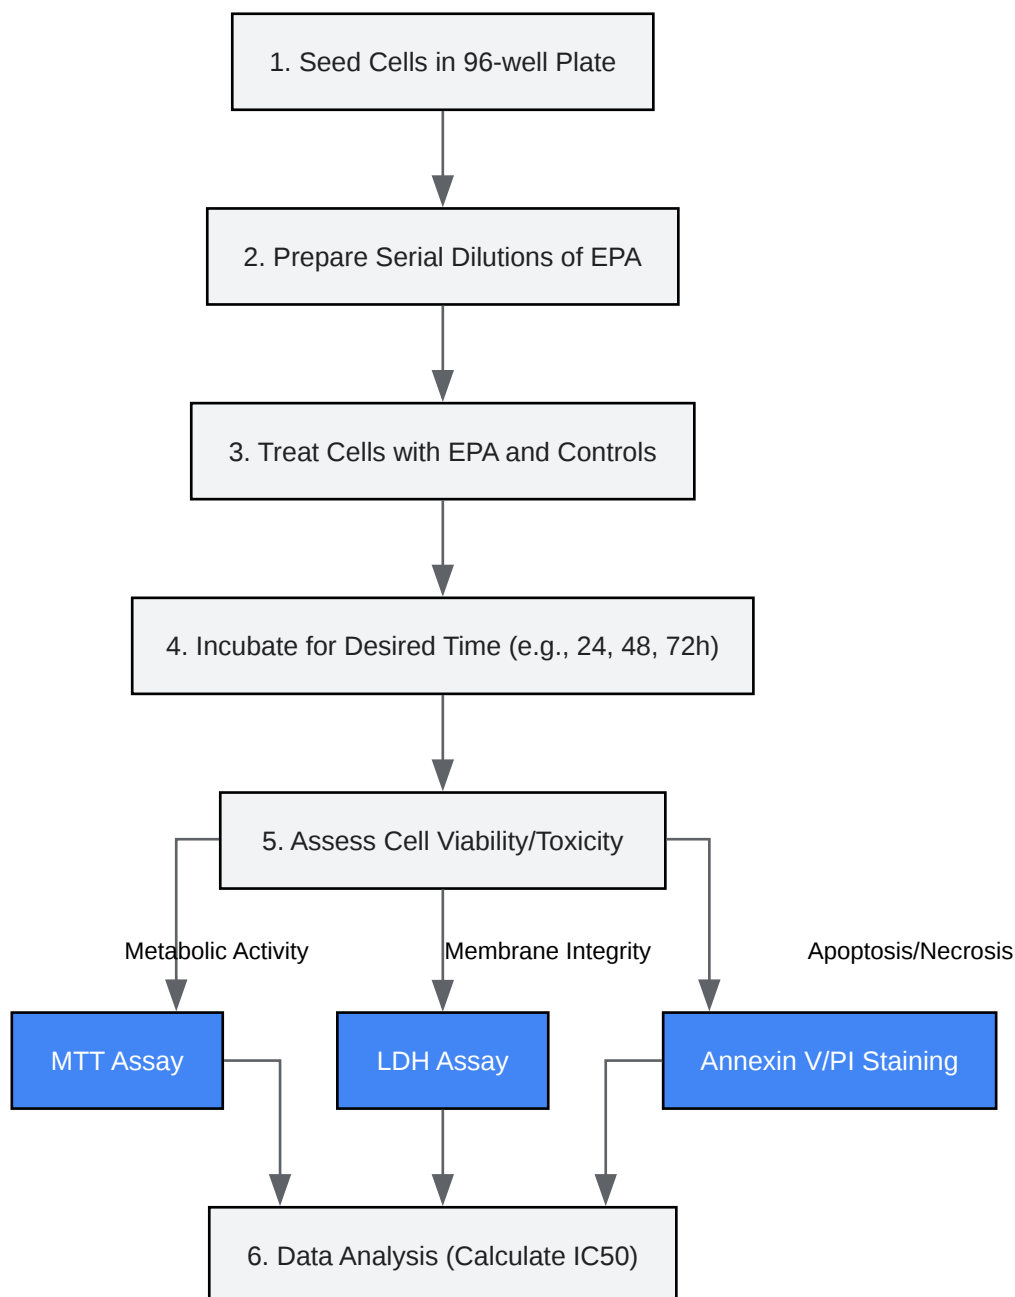 1. Seed Cells in 96-well Plate
2. Prepare Serial Dilutions of EPA
3. Treat Cells with EPA and Controls
4. Incubate for Desired Time (e.g., 24, 48, 72h)
5. Assess Cell Viability/Toxicity
Metabolic Activity
Membrane Integrity
Apoptosis/Necrosis
MTT Assay
LDH Assay
Annexin V/PI Staining
6. Data Analysis (Calculate IC50)